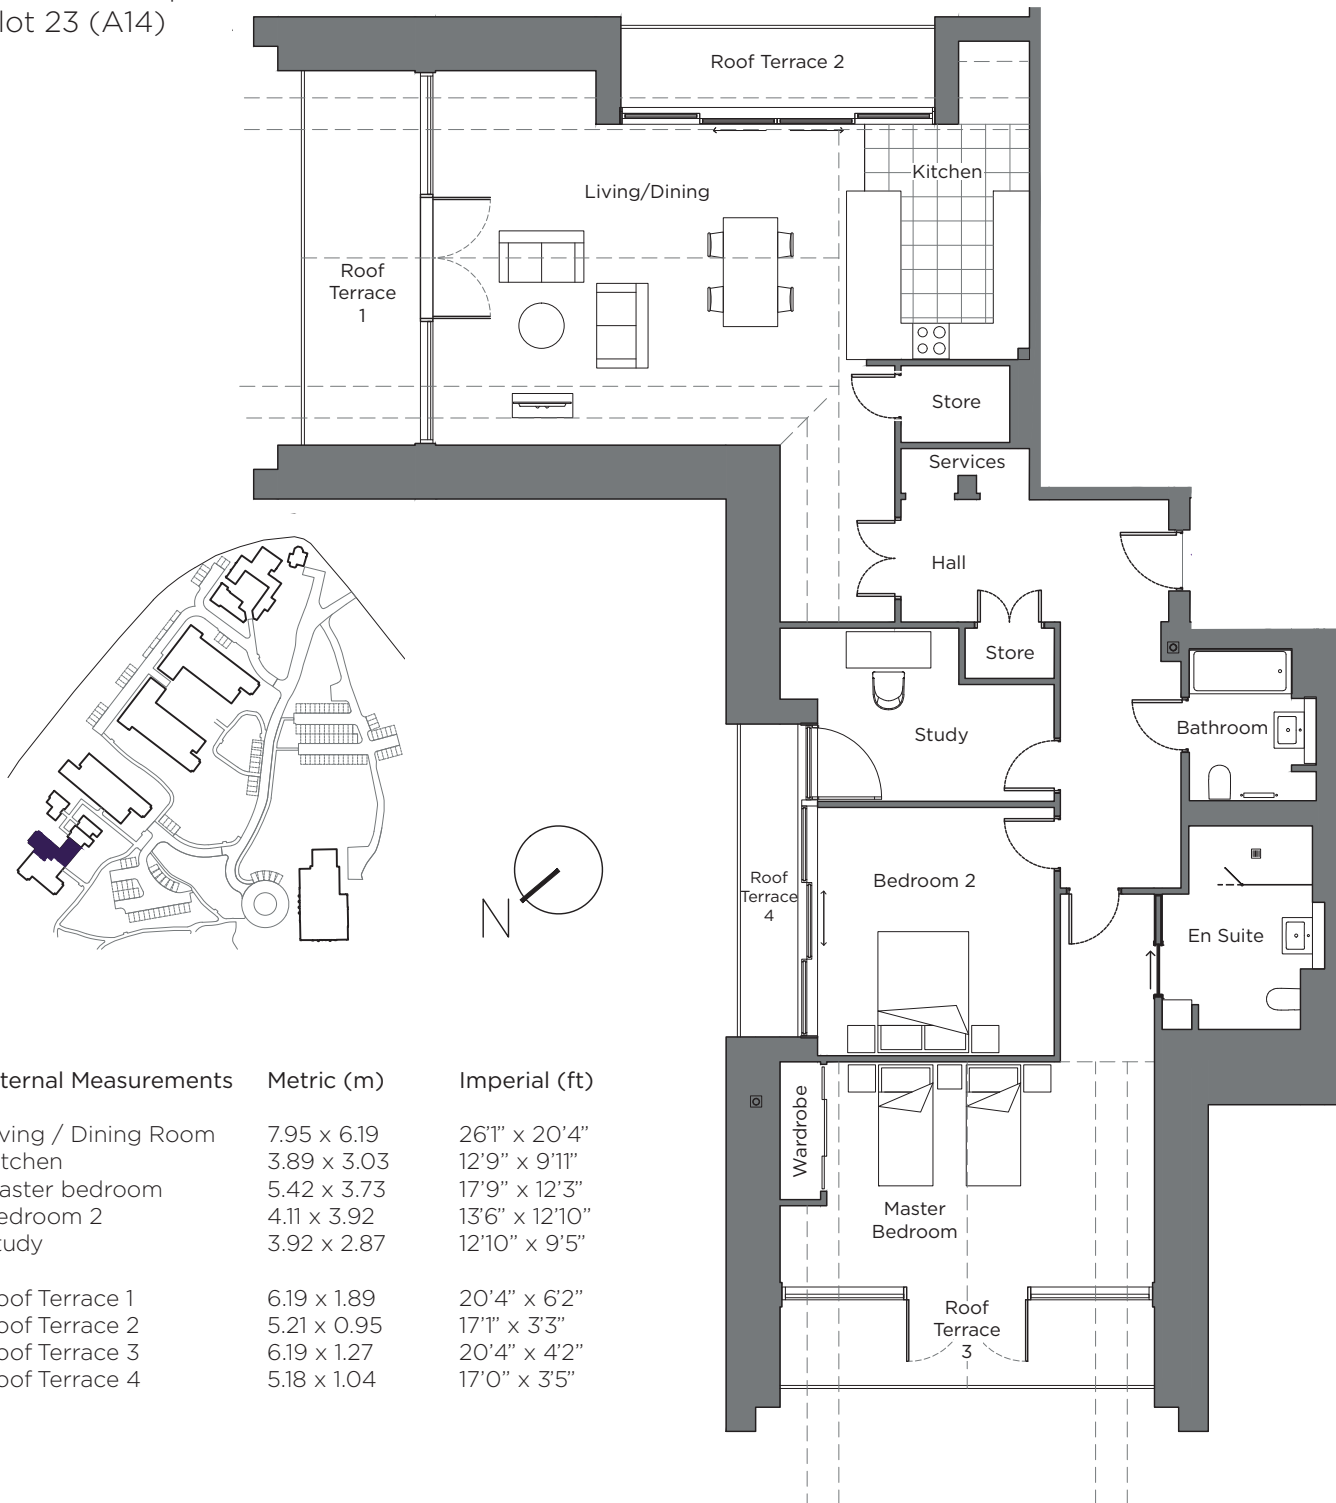 lot 23 (A14)
Roof Terrace 2
Kitchen
Living/Dining
Roof
Terrace
1
Store
Services
Hall
Store
Study
Bathroom
Roof
Terrace
4
Bedroom 2
En Suite
N
Wardrobe
Master
Bedroom
Roof
Terrace
3
ternal Measurements Metric (m) Imperial (ft)
ving / Dining Room 7.95 x 6.19 26'1” x 20'4”
tchen 3.89 x 3.03 12'9” x 9'11”
aster bedroom 5.42 x 3.73 17'9” x 12'3”
edroom 2 4.11 x 3.92 13'6” x 12'10”
tudy 3.92 x 2.87 12'10” x 9'5”
oof Terrace 1 6.19 x 1.89 20'4” x 6'2”
oof Terrace 2 5.21 x 0.95 17'1” x 3'3”
oof Terrace 3 6.19 x 1.27 20'4” x 4'2”
oof Terrace 4 5.18 x 1.04 17'0” x 3'5”